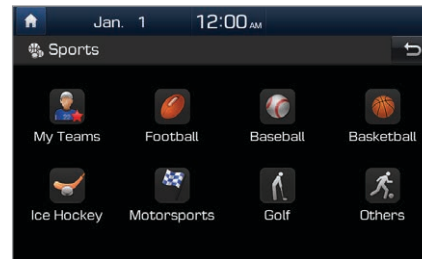 Jan. 1 12:00 AM
Sports
My Teams Football Baseball Basketball
Ice Hockey Motorsports Golf Others